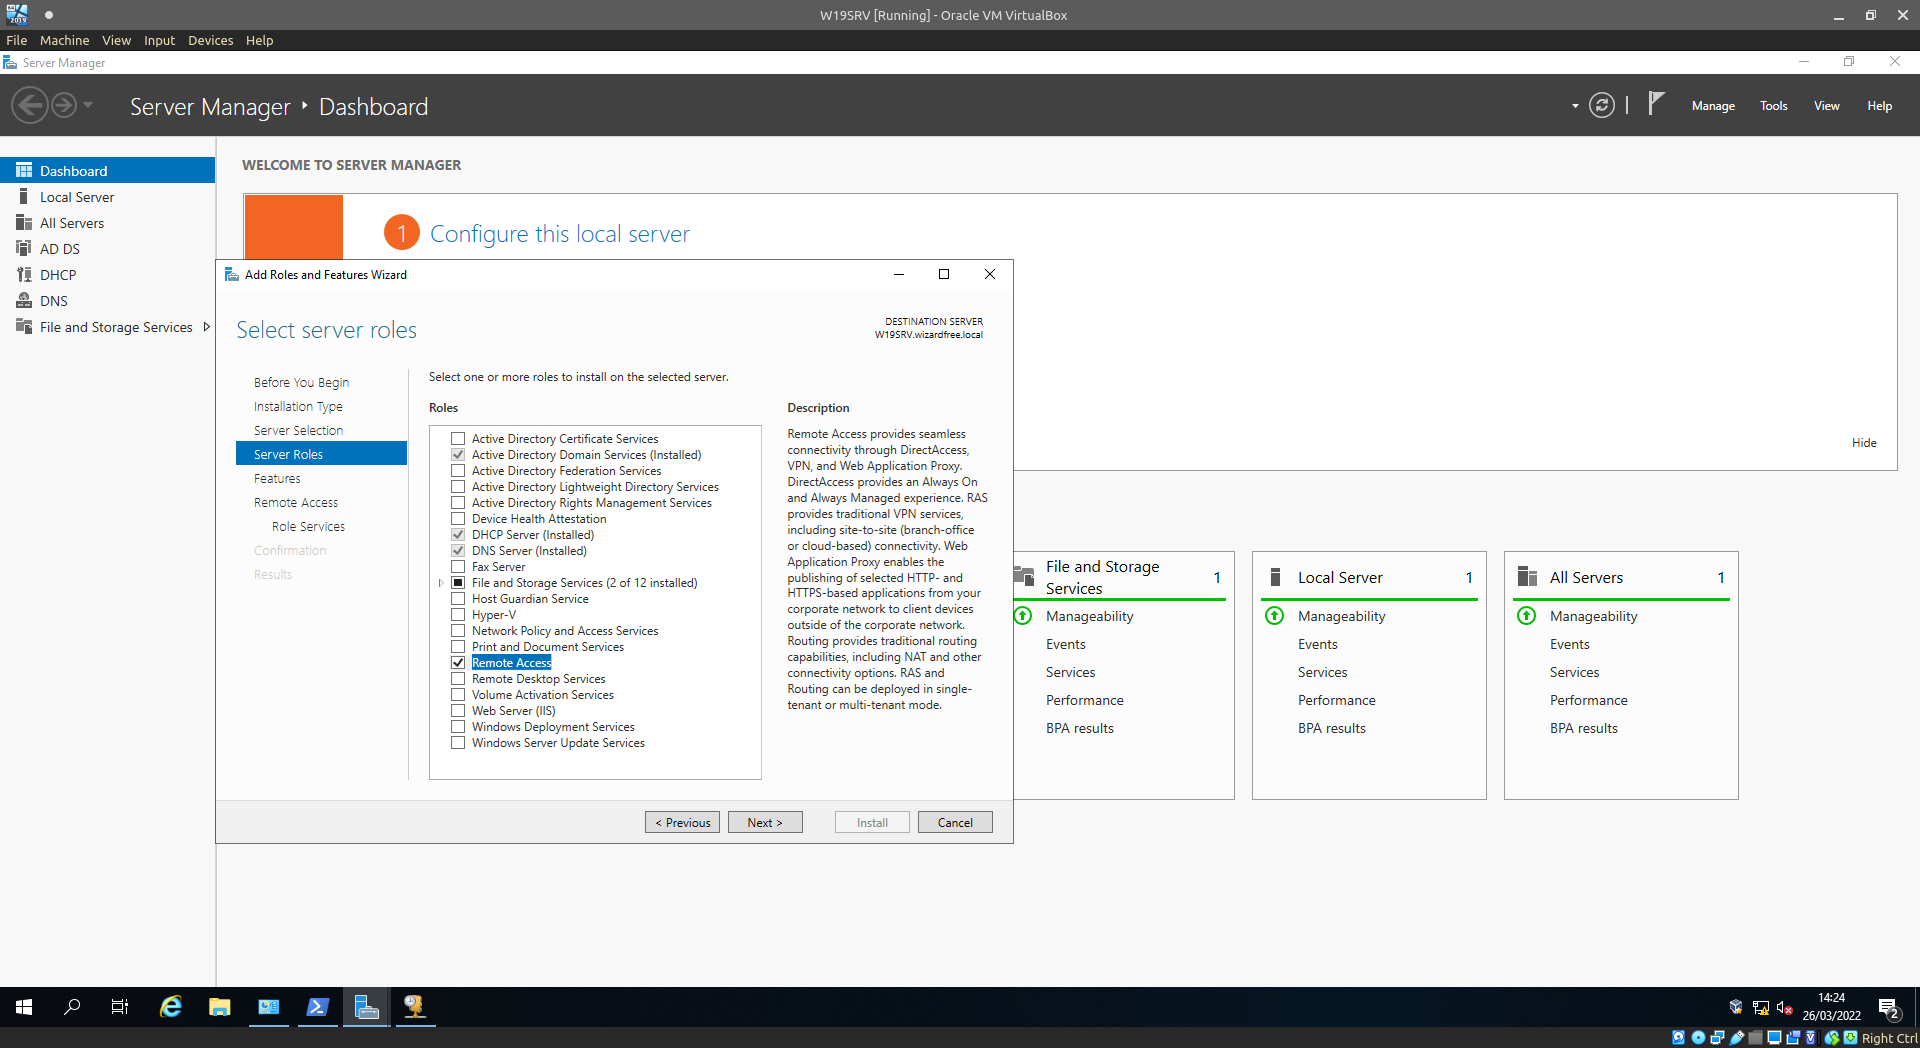 W19SRV [Running] - Oracle VM VirtualBox
File Machine View Input Devices Help
Server Manager
Server Manager ‣ Dashboard
Manage Tools View Help
Dashboard
Local Server
All Servers
AD DS
DHCP
DNS
File and Storage Services
WELCOME TO SERVER MANAGER
1 Configure this local server
Hide
Add Roles and Features Wizard
Select server roles
DESTINATION SERVER
W19SRV.wizardfree.local
Before You Begin
Installation Type
Server Selection
Server Roles
Features
Remote Access
Role Services
Confirmation
Results
Select one or more roles to install on the selected server.
Roles
Active Directory Certificate Services
Active Directory Domain Services (Installed)
Active Directory Federation Services
Active Directory Lightweight Directory Services
Active Directory Rights Management Services
Device Health Attestation
DHCP Server (Installed)
DNS Server (Installed)
Fax Server
File and Storage Services (2 of 12 installed)
Host Guardian Service
Hyper-V
Network Policy and Access Services
Print and Document Services
Remote Access
Remote Desktop Services
Volume Activation Services
Web Server (IIS)
Windows Deployment Services
Windows Server Update Services
Description
Remote Access provides seamless
connectivity through DirectAccess,
VPN, and Web Application Proxy.
DirectAccess provides an Always On
and Always Managed experience. RAS
provides traditional VPN services,
including site-to-site (branch-office
or cloud-based) connectivity. Web
Application Proxy enables the
publishing of selected HTTP- and
HTTPS-based applications from your
corporate network to client devices
outside of the corporate network.
Routing provides traditional routing
capabilities, including NAT and other
connectivity options. RAS and
Routing can be deployed in single-
tenant or multi-tenant mode.
< Previous
Next >
Install
Cancel
File and Storage
Services
1
Manageability
Events
Services
Performance
BPA results
Local Server 1
Manageability
Events
Services
Performance
BPA results
All Servers 1
Manageability
Events
Services
Performance
BPA results
14:24
26/03/2022
2
Right Ctrl